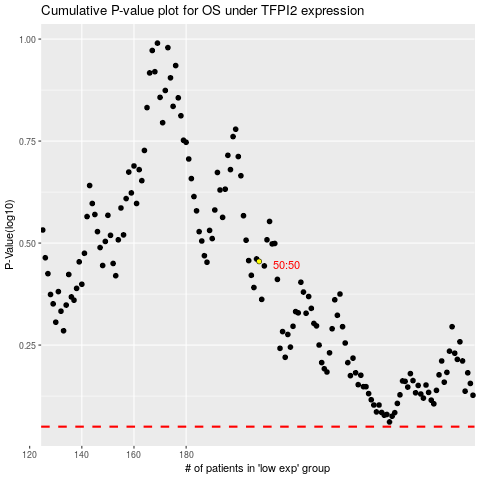 Cumulative P-value plot for OS under TFPI2 expression
P-Value(log10)
1.00
0.75
0.50
0.25
50:50
120 125 140 160 180
# of patients in 'low exp' group